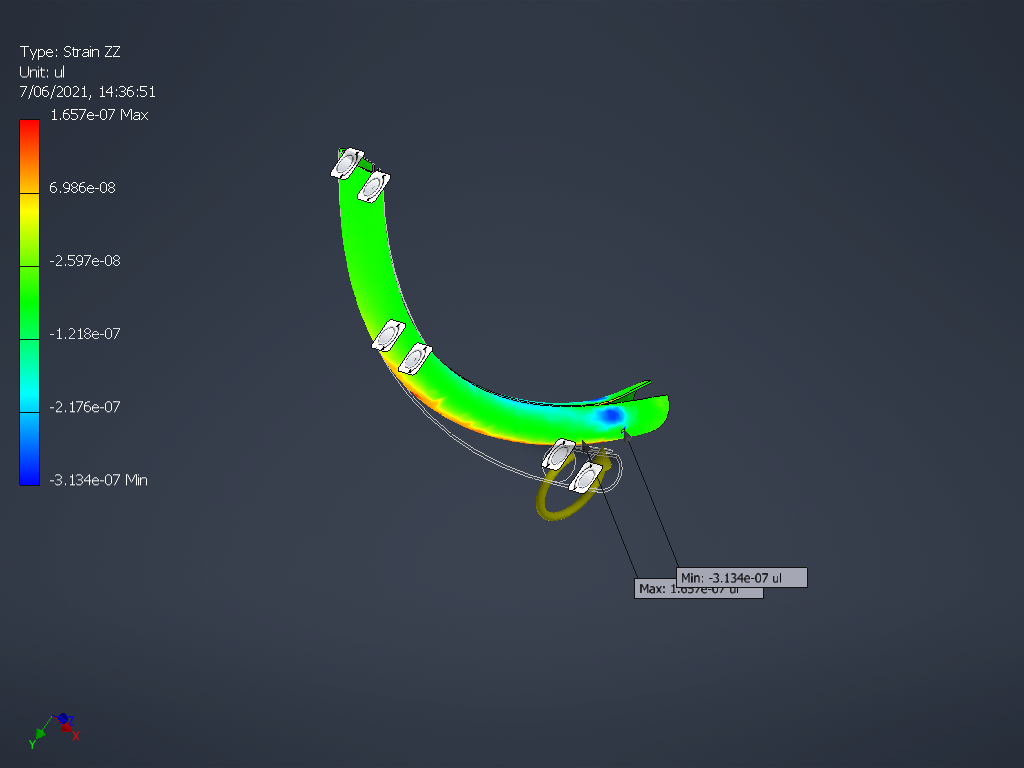 Type: Strain ZZ
Unit: ul
7/06/2021, 14:36:51
1.657e-07 Max
6.986e-08
-2.597e-08
-1.218e-07
-2.176e-07
-3.134e-07 Min
Min: -3.134e-07 ul
Max: 1.657e-07 ul
Z
X
Y